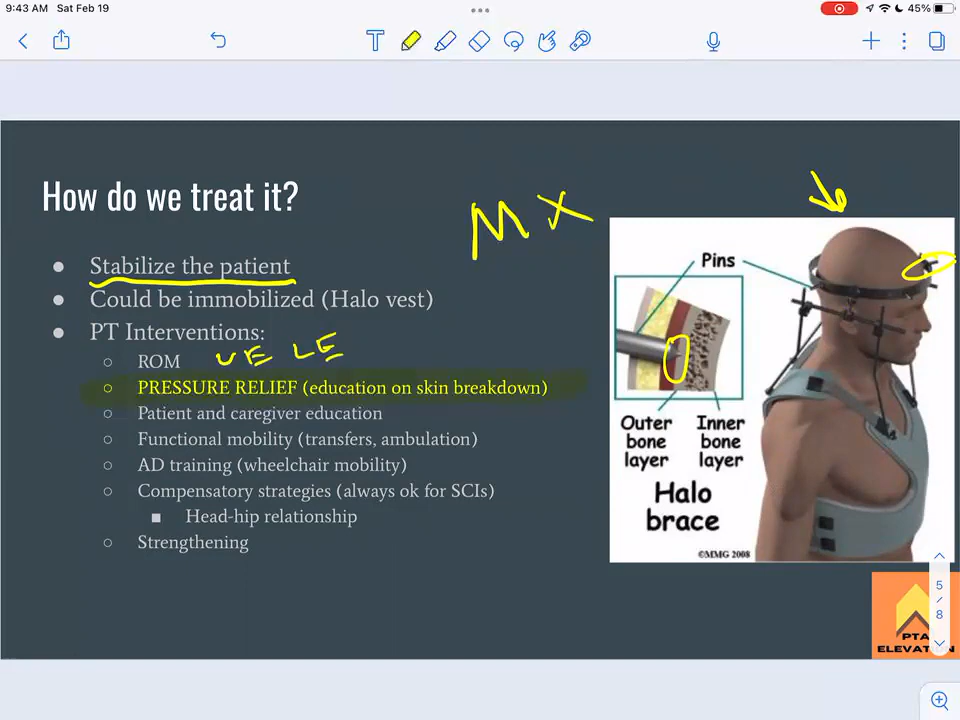 9:43 AM Sat Feb 19
45%
T
How do we treat it?
MX
Stabilize the patient
Could be immobilized (Halo vest)
PT Interventions:
ROM UE LE
PRESSURE RELIEF (education on skin breakdown)
Patient and caregiver education
Functional mobility (transfers, ambulation)
AD training (wheelchair mobility)
Compensatory strategies (always ok for SCIs)
Head-hip relationship
Strengthening
Pins
Outer bone layer
Inner bone layer
Halo brace
©MMG 2008
5
/
8
PTA
ELEVATION